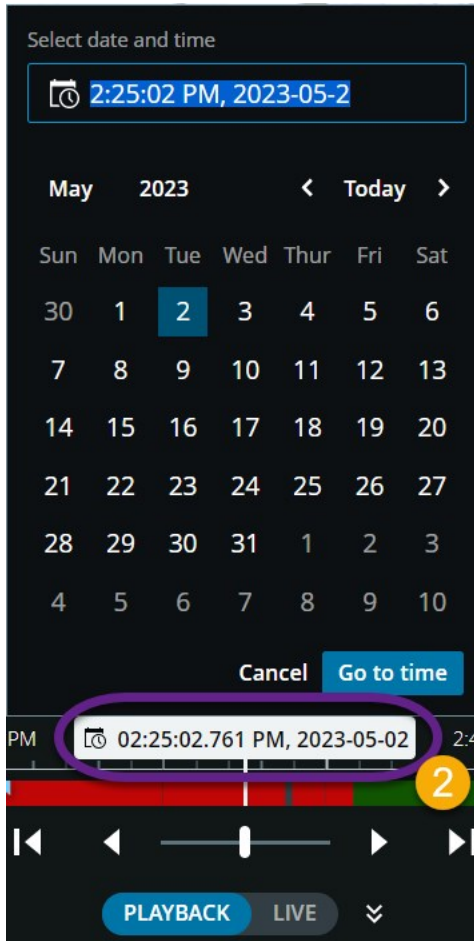 Select date and time
2:25:02 PM, 2023-05-2
May 2023 Today
Sun Mon Tue Wed Thur Fri Sat
30 1 2 3 4 5 6
7 8 9 10 11 12 13
14 15 16 17 18 19 20
21 22 23 24 25 26 27
28 29 30 31 1 2 3
4 5 6 7 8 9 10
Cancel Go to time
PM 02:25:02.761 PM, 2023-05-02
2
PLAYBACK LIVE